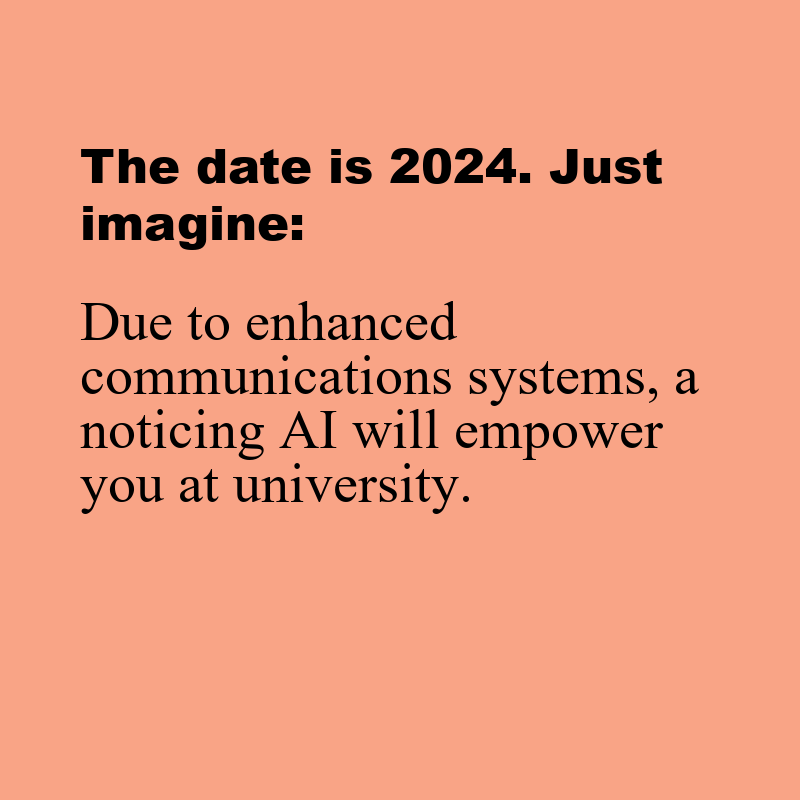 The date is 2024. Just
imagine:
Due to enhanced
communications systems, a
noticing AI will empower
you at university.